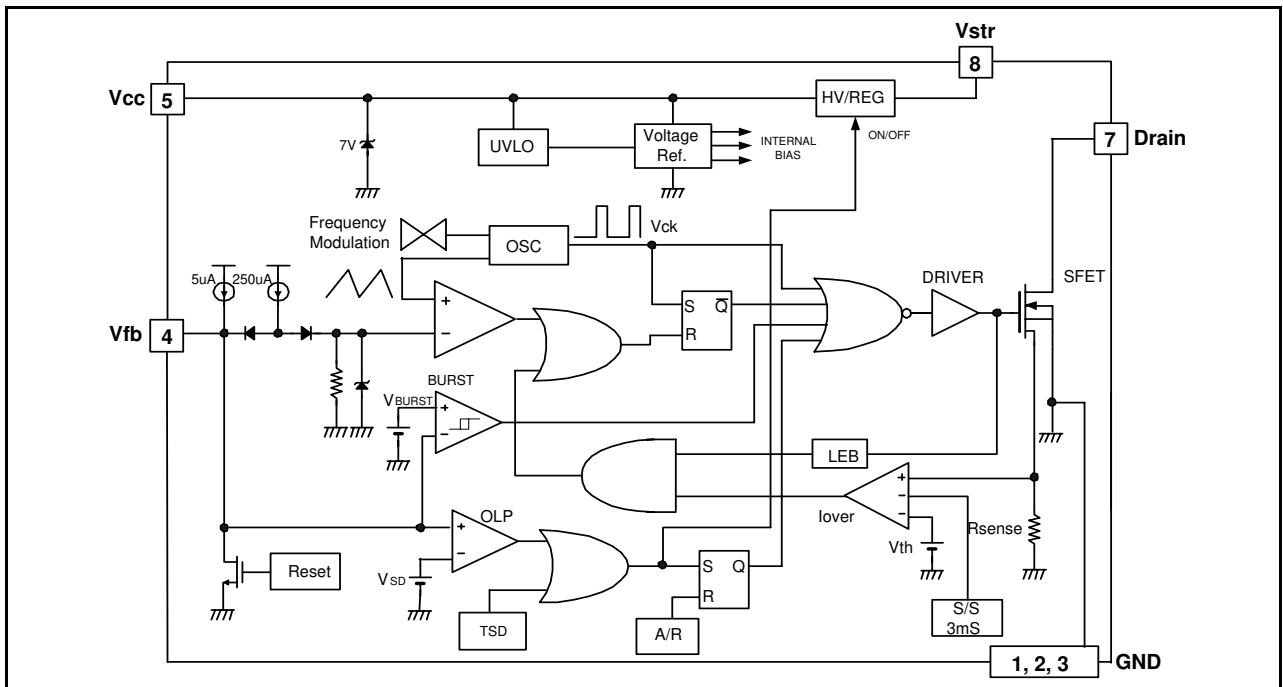 Vstr
8
Vcc
5
HV/REG
7V
UVLO
Voltage
Ref.
INTERNAL
BIAS
ON/OFF
7
Drain
Frequency
Modulation
OSC
Vck
5uA
250uA
DRIVER
SFET
+
S
Q
R
Vfb
4
−
BURST
VBURST
+
−
LEB
+
−
−
Iover
Rsense
Vth
OLP
+
−
VSD
Reset
S
Q
R
TSD
A/R
S/S
3mS
1, 2, 3
GND